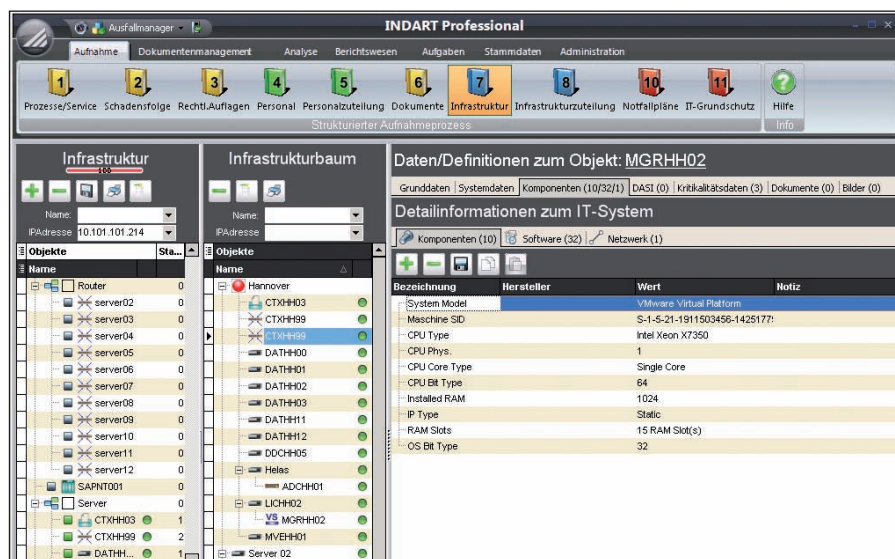 Ausfallmanager
INDART Professional
Aufnahme Dokumentenmanagement Analyse Berichtswesen Aufgaben Stammdaten Administration
1 2 3 4 5 6 7 8 10 11
Prozesse/Service Schadensfolge Rechtl.Auflagen Personal Personalzuteilung Dokumente Infrastruktur Infrastrukturzuteilung Notfallpläne IT-Grundschutz Hilfe
Strukturierter Aufnahmeprozess Info
Infrastruktur
100
Name:
IPAdresse 10.101.101.214
Objekte Sta...
Name
Router 0
server02 0
server03 0
server04 0
server05 0
server06 0
server07 0
server08 0
server09 0
server10 0
server11 0
server12 0
SAPNT001 0
Server 0
CTXHH03 1
CTXHH99 2
DATHH... 1
Infrastrukturbaum
Name:
IPAdresse
Objekte
Name
Hannover
CTXHH03
CTXHH99
CTXHH99
DATHH00
DATHH01
DATHH02
DATHH03
DATHH11
DATHH12
DDCHH05
Helas
ADCHH01
LICHH02
VS MGRHH02
MVEHH01
Server 02
Daten/Definitionen zum Objekt: MGRHH02
Grunddaten Systemdaten Komponenten (10/32/1) DASI (0) Kritikalitätsdaten (3) Dokumente (0) Bilder (0)
Detailinformationen zum IT-System
Komponenten (10) Software (32) Netzwerk (1)
Bezeichnung Hersteller Wert Notiz
System Model VMware Virtual Platform
Maschine SID S-1-5-21-1911503456-1425177
CPU Type Intel Xeon X7350
CPU Phys. 1
CPU Core Type Single Core
CPU Bit Type 64
Installed RAM 1024
IP Type Static
RAM Slots 15 RAM Slot(s)
OS Bit Type 32